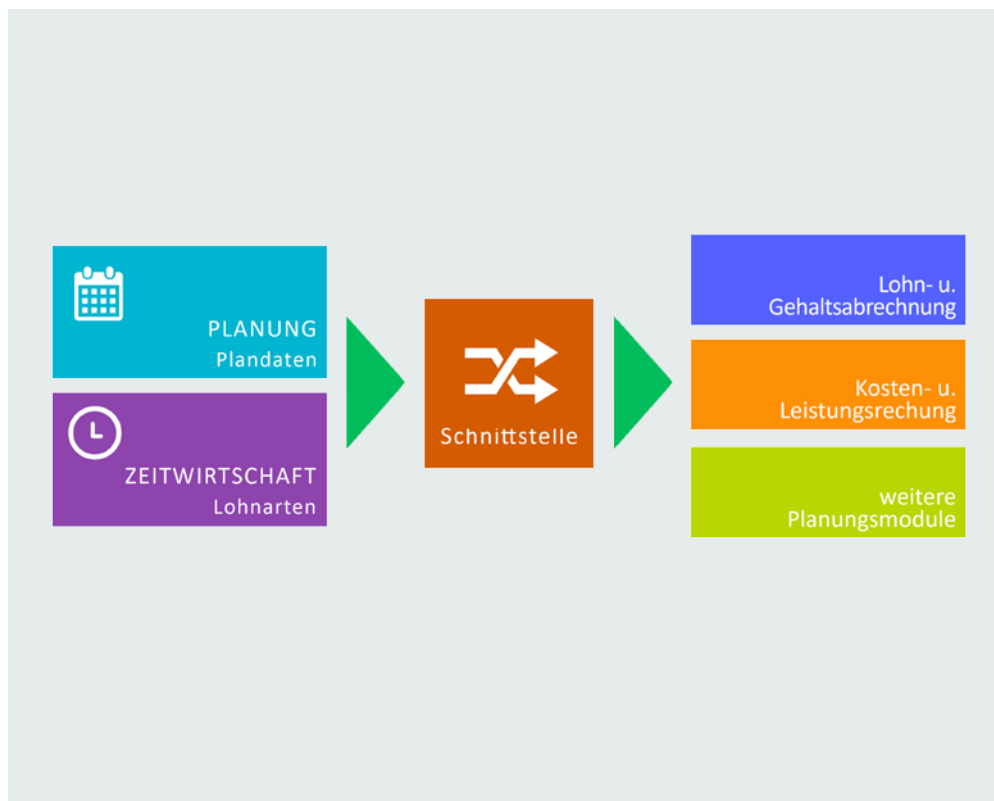 PLANUNG
Plandaten
ZEITWIRTSCHAFT
Lohnarten
Schnittstelle
Lohn- u.
Gehaltsabrechnung
Kosten- u.
Leistungsrechung
weitere
Planungsmodule